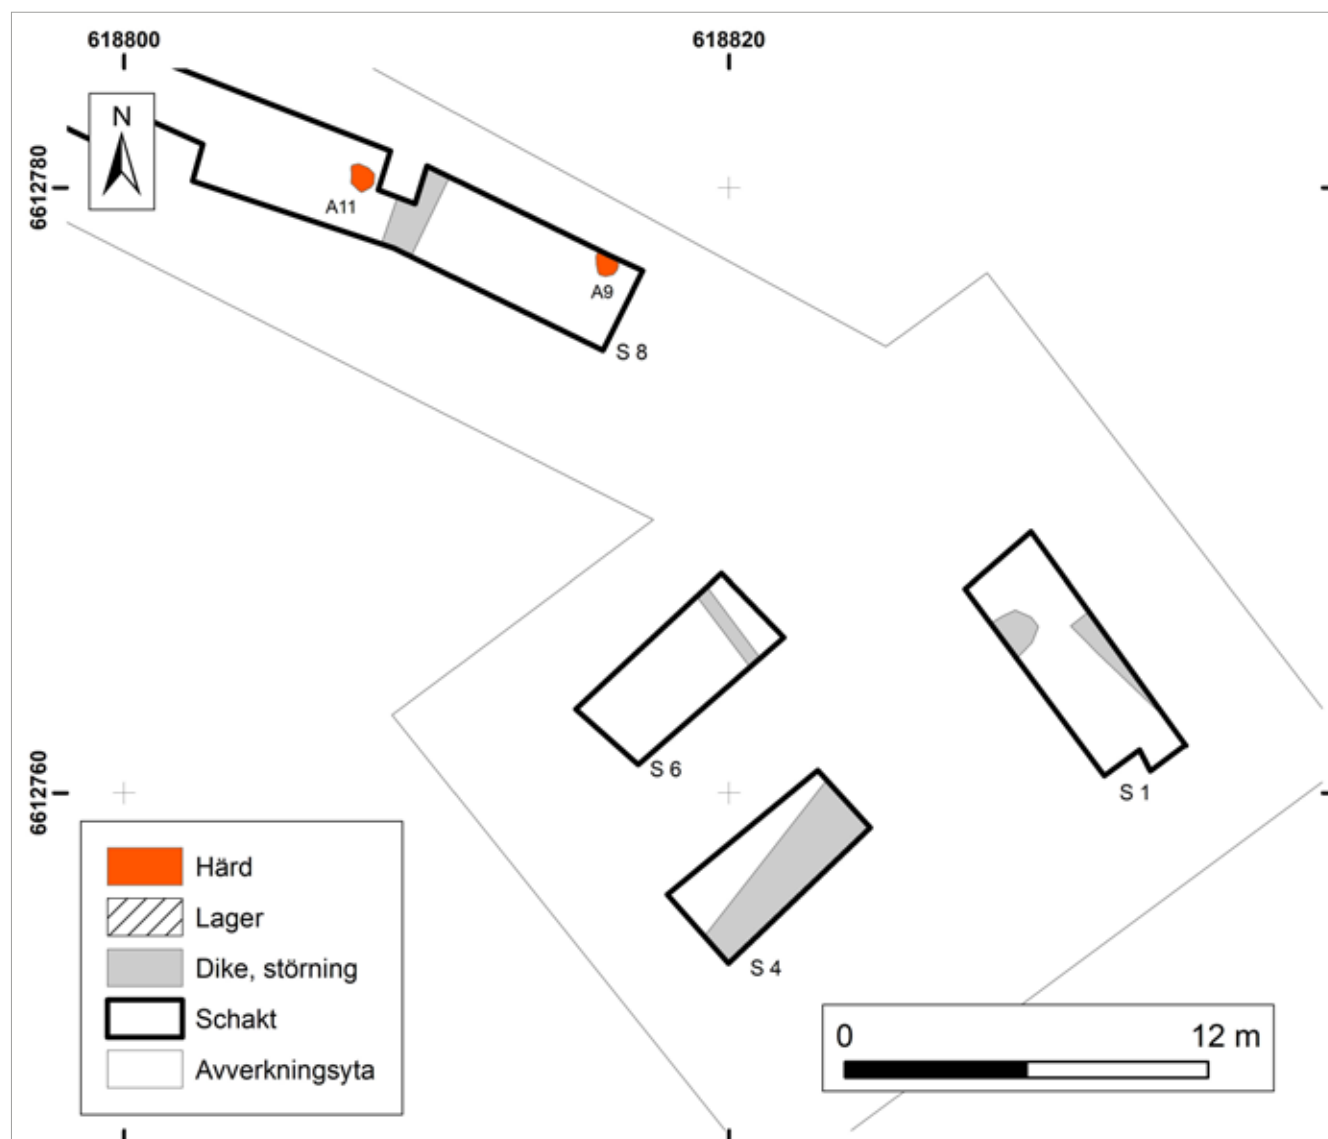 618800
618820
N
6612780
A11
A9
S 8
S 6
S 1
6612760
S 4
Härd
Lager
Dike, störning
Schakt
Avverkningsyta
0 12 m